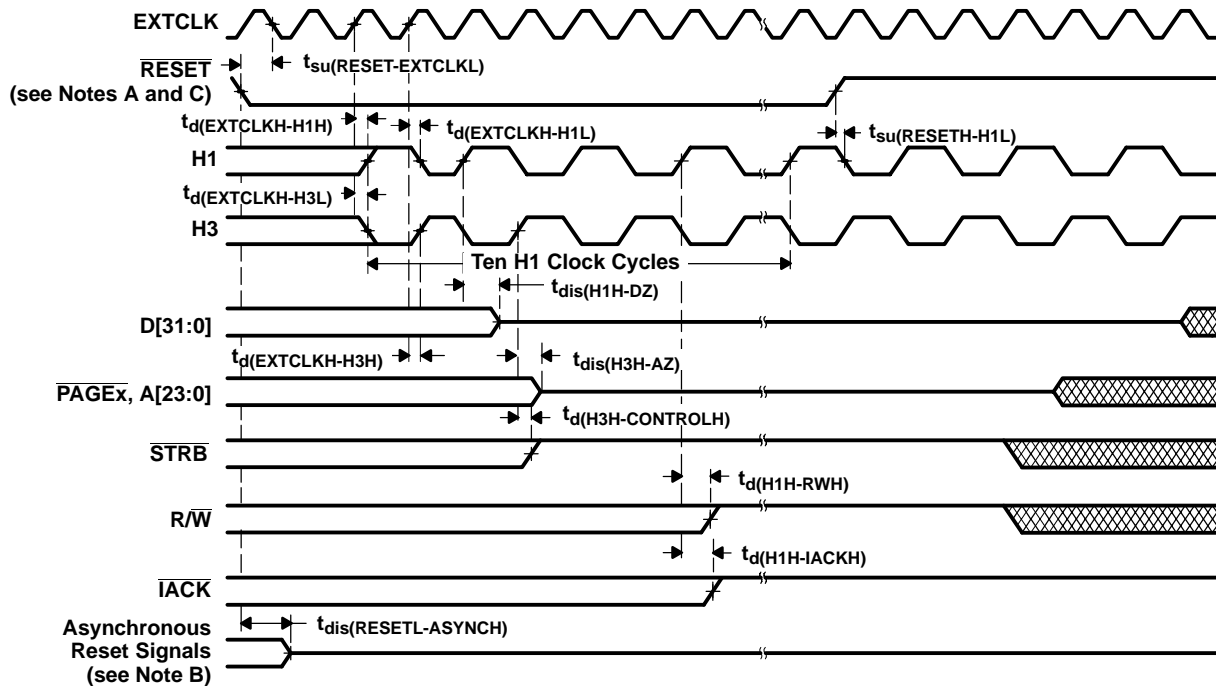 EXTCLK
tsu(RESET-EXTCLKL)
RESET
(see Notes A and C)
td(EXTCLKH-H1H)
td(EXTCLKH-H1L)
tsu(RESETH-H1L)
H1
td(EXTCLKH-H3L)
H3
Ten H1 Clock Cycles
tdis(H1H-DZ)
D[31:0]
td(EXTCLKH-H3H)
tdis(H3H-AZ)
PAGEx, A[23:0]
td(H3H-CONTROLH)
STRB
td(H1H-RWH)
R/W
td(H1H-IACKH)
IACK
tdis(RESETL-ASYNCH)
Asynchronous
Reset Signals
(see Note B)